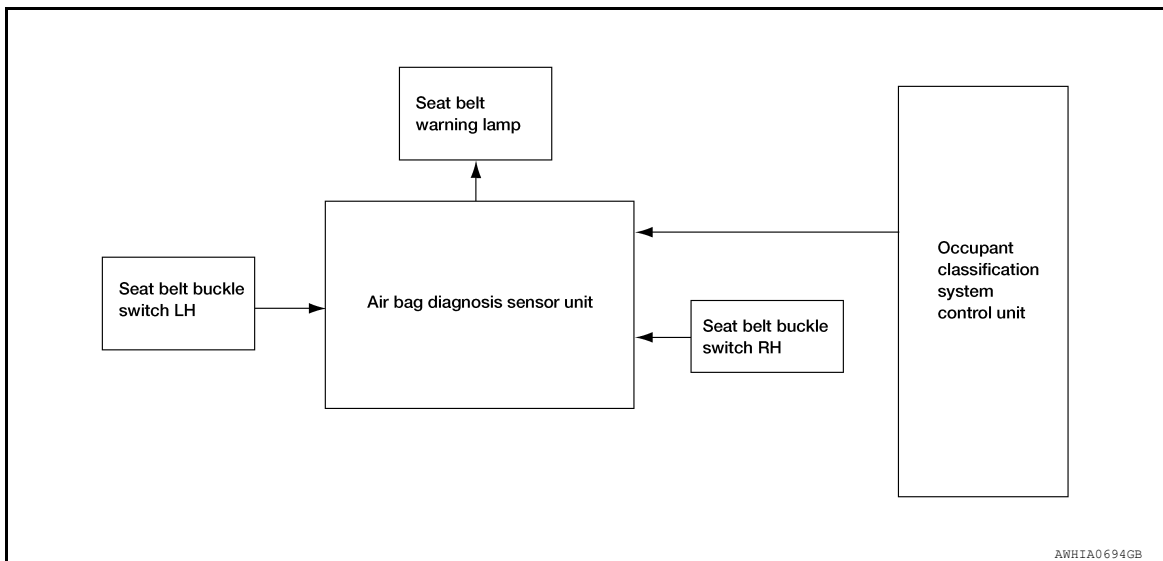 Seat belt
warning lamp
Seat belt buckle
switch LH
Air bag diagnosis sensor unit
Seat belt buckle
switch RH
Occupant
classification
system
control unit
AWHIA0694GB